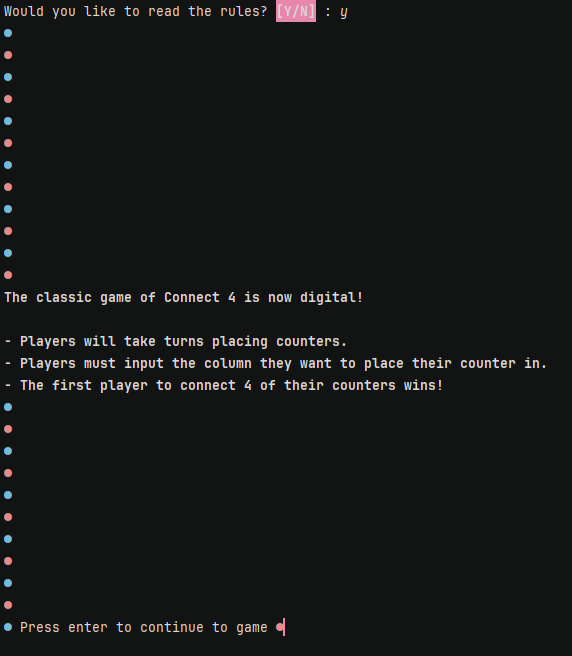 Would you like to read the rules? [Y/N] : y
The classic game of Connect 4 is now digital!
- Players will take turns placing counters.
- Players must input the column they want to place their counter in.
- The first player to connect 4 of their counters wins!
Press enter to continue to game